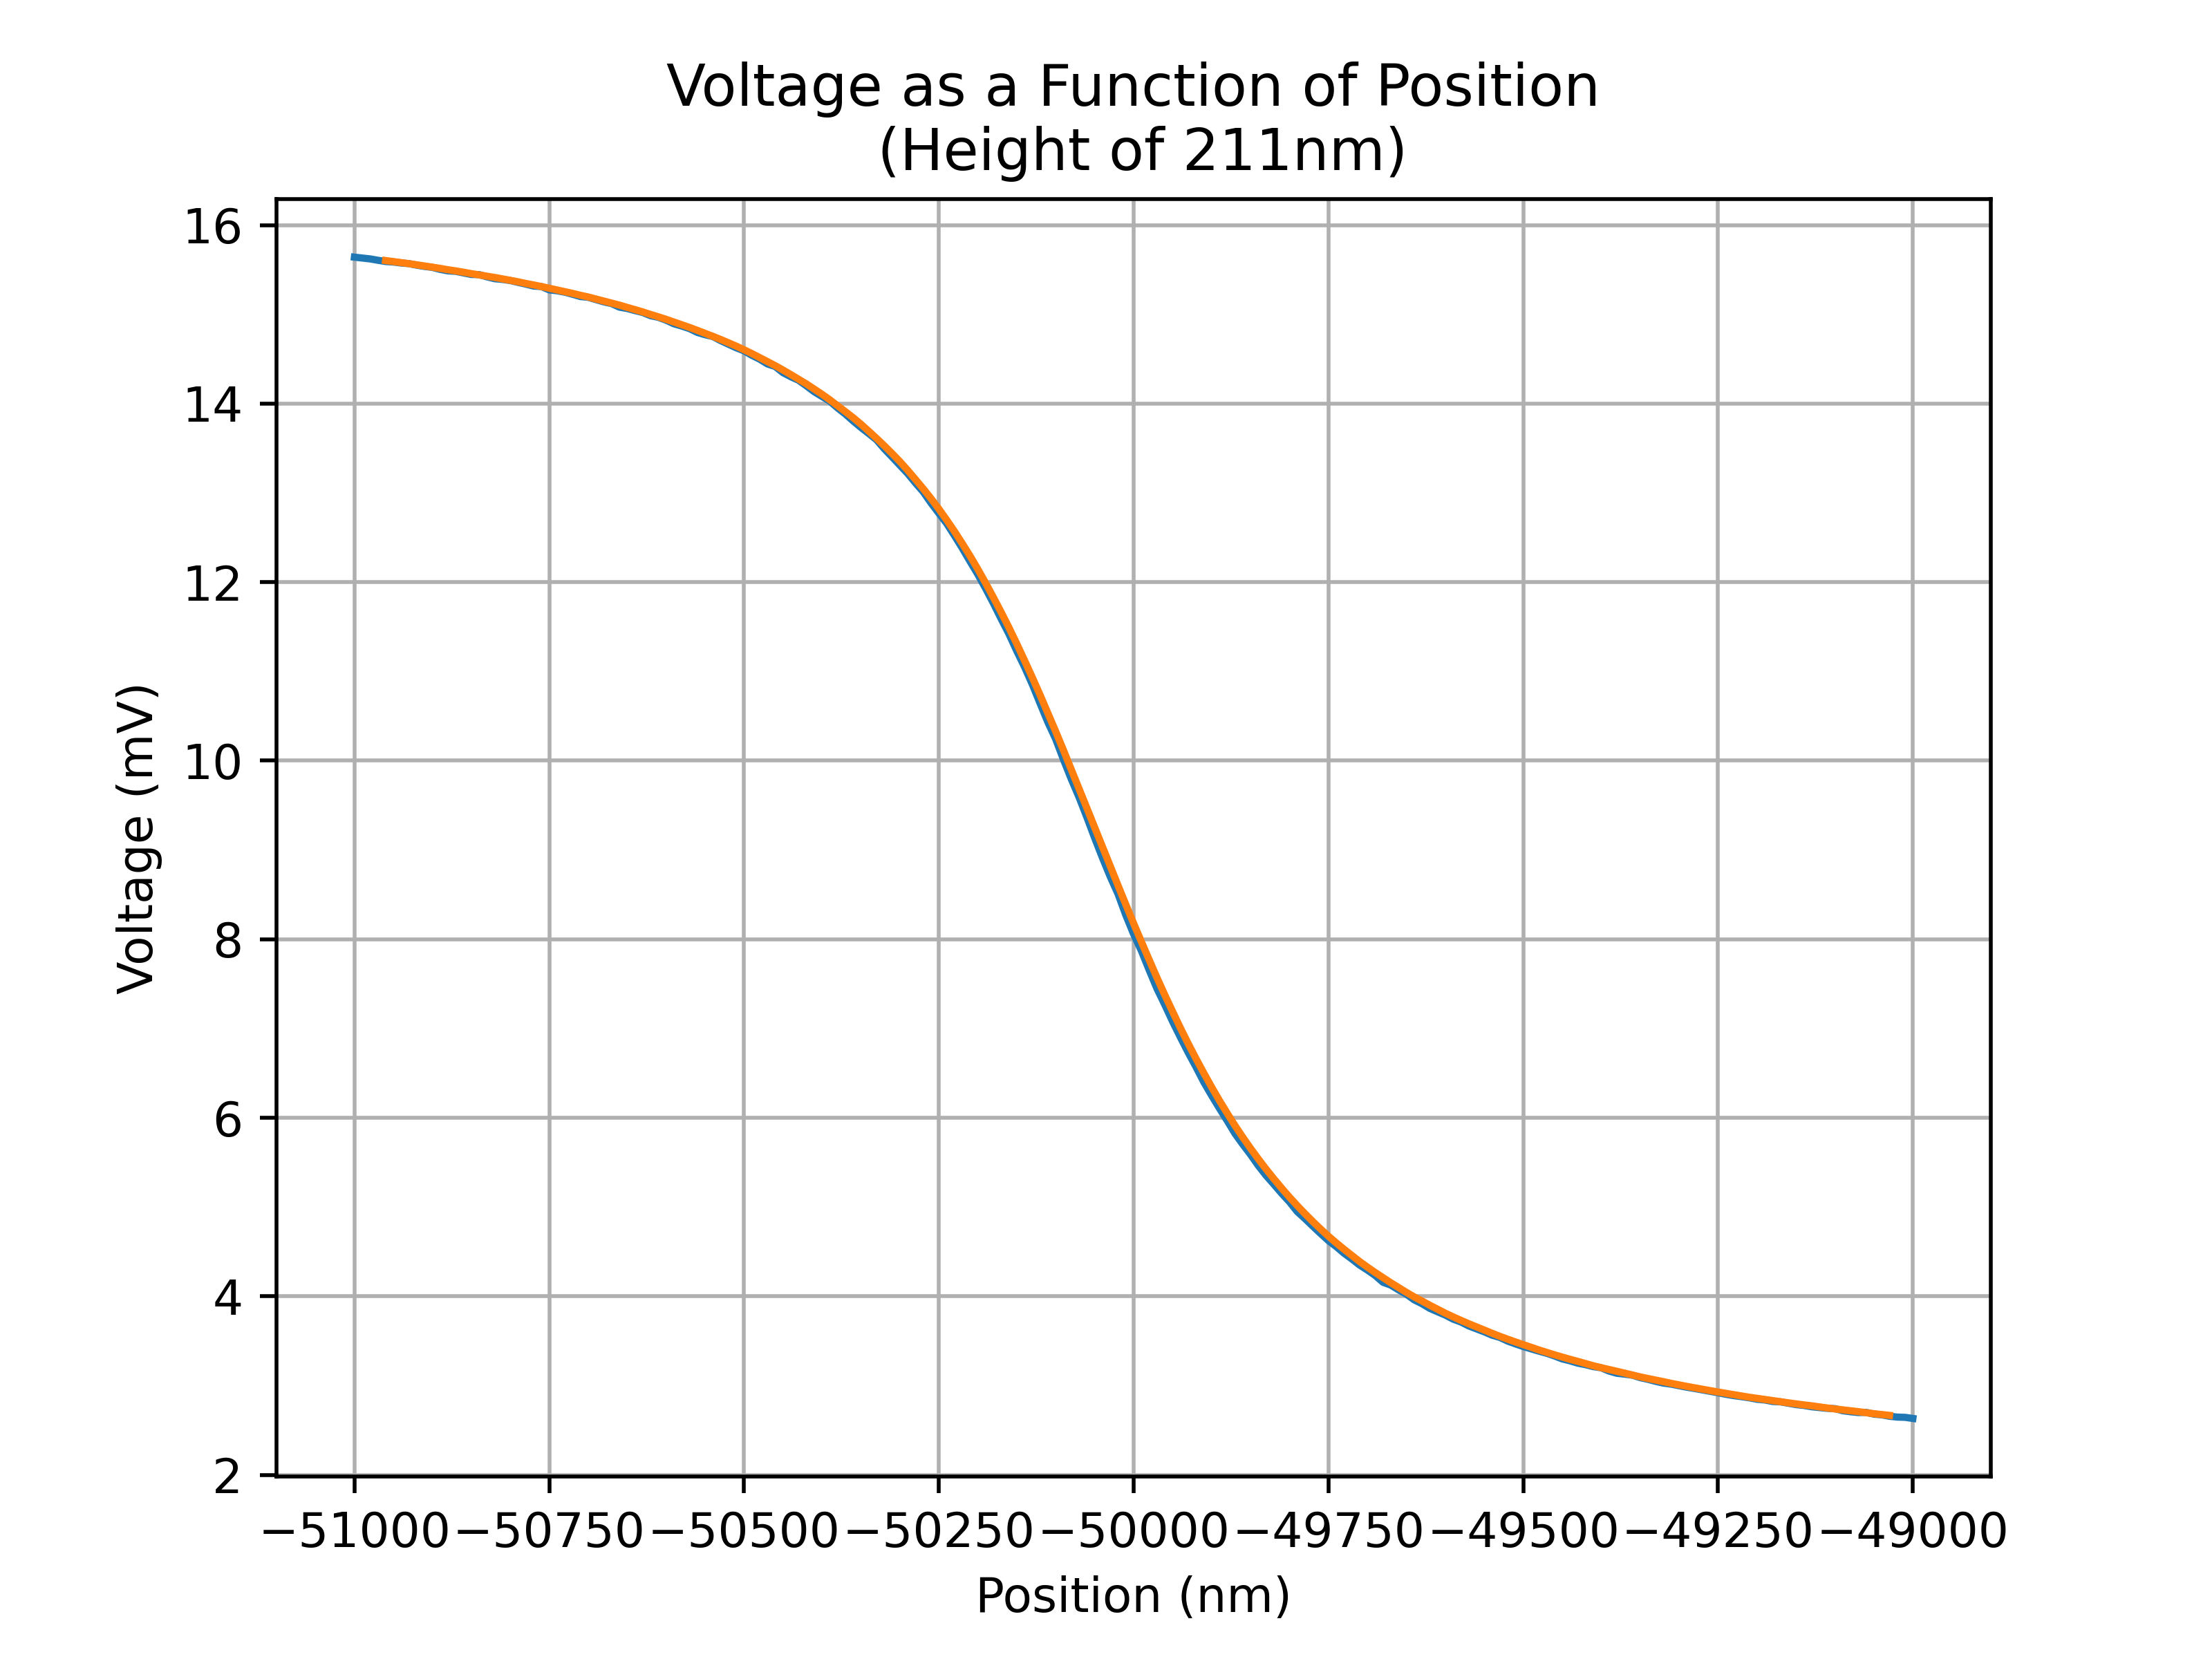 Voltage as a Function of Position
(Height of 211nm)
16
14
12
10
8
6
4
2
Voltage (mV)
−51000 −50750 −50500 −50250 −50000 −49750 −49500 −49250 −49000
Position (nm)